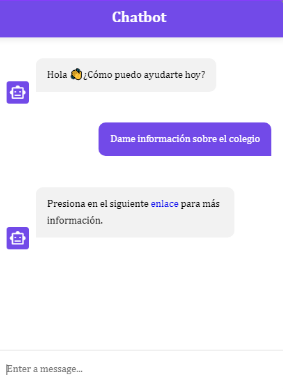 Chatbot
Hola 👏¿Cómo puedo ayudarte hoy?
Dame información sobre el colegio
Presiona en el siguiente enlace para más
información.
Enter a message...